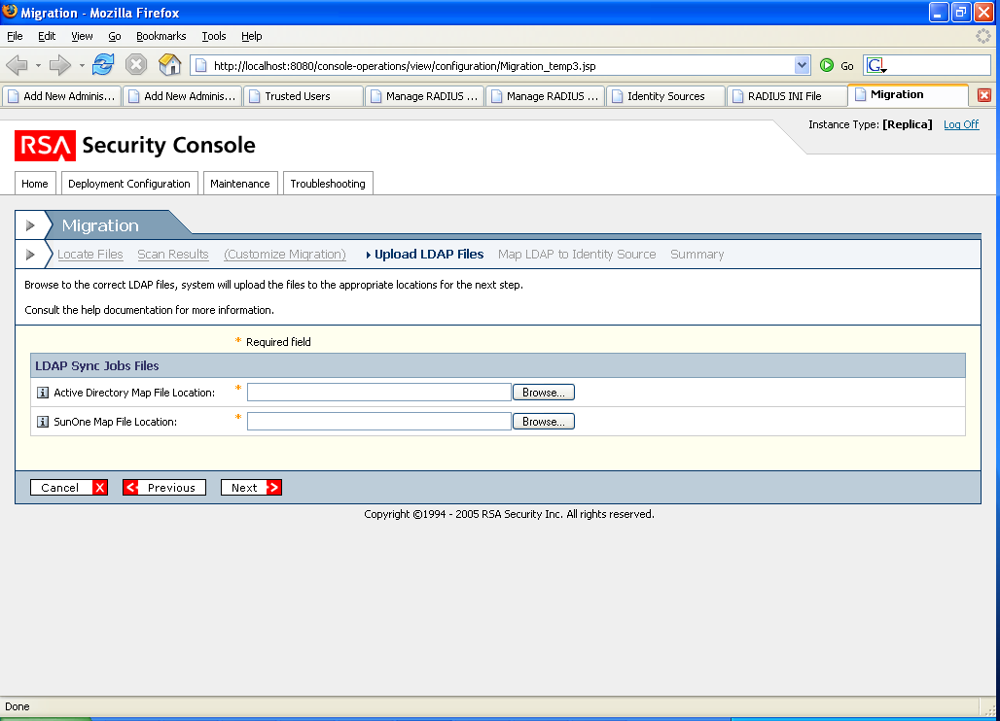 Migration - Mozilla Firefox
File Edit View Go Bookmarks Tools Help
http://localhost:8080/console-operations/view/configuration/Migration_temp3.jsp Go G
Add New Adminis... Add New Adminis... Trusted Users Manage RADIUS ... Manage RADIUS ... Identity Sources RADIUS INI File Migration
Instance Type: [Replica] Log Off
RSA Security Console
Home Deployment Configuration Maintenance Troubleshooting
Migration
Locate Files Scan Results (Customize Migration) Upload LDAP Files Map LDAP to Identity Source Summary
Browse to the correct LDAP files, system will upload the files to the appropriate locations for the next step.
Consult the help documentation for more information.
* Required field
LDAP Sync Jobs Files
i Active Directory Map File Location: * Browse...
i SunOne Map File Location: * Browse...
Cancel X < Previous Next >
Copyright ©1994 - 2005 RSA Security Inc. All rights reserved.
Done